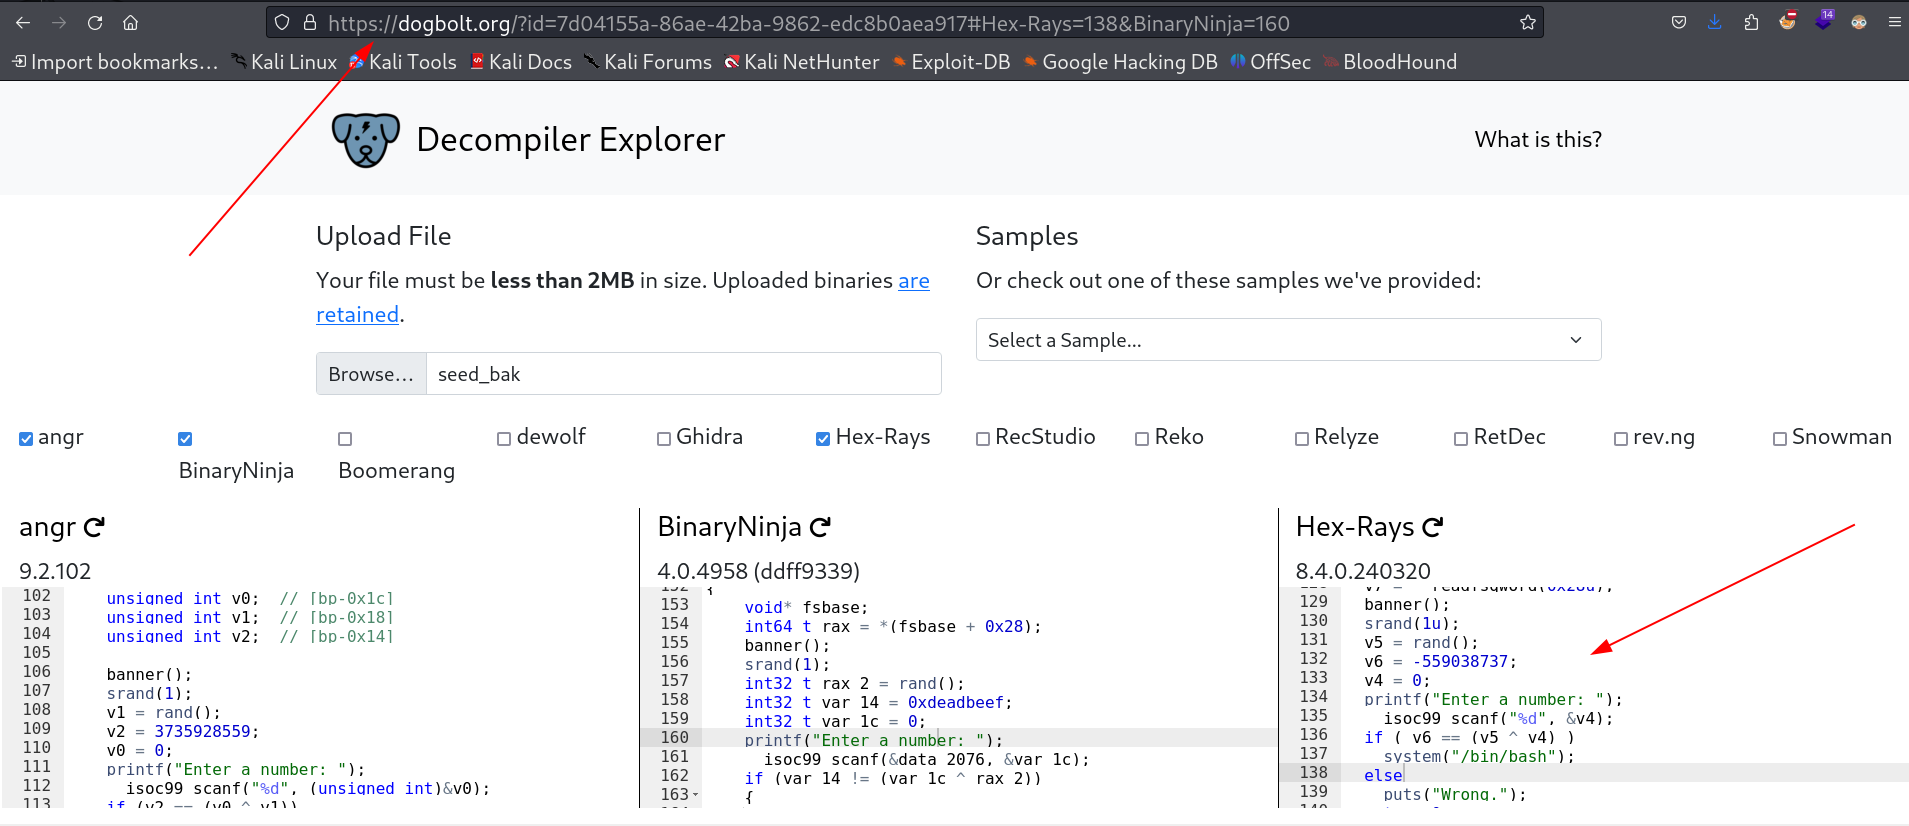 https://dogbolt.org/?id=7d04155a-86ae-42ba-9862-edc8b0aea917#Hex-Rays=138&BinaryNinja=160
14
Import bookmarks... Kali Linux Kali Tools Kali Docs Kali Forums Kali NetHunter Exploit-DB Google Hacking DB OffSec BloodHound
Decompiler Explorer
What is this?
Upload File
Your file must be less than 2MB in size. Uploaded binaries are
retained.
Browse... seed_bak
Samples
Or check out one of these samples we've provided:
Select a Sample...
angr
BinaryNinja
Boomerang
dewolf
Ghidra
Hex-Rays
RecStudio
Reko
Relyze
RetDec
rev.ng
Snowman
angr
9.2.102
102 unsigned int v0; // [bp-0x1c]
103 unsigned int v1; // [bp-0x18]
104 unsigned int v2; // [bp-0x14]
105
106 banner();
107 srand(1);
108 v1 = rand();
109 v2 = 3735928559;
110 v0 = 0;
111 printf("Enter a number: ");
112 isoc99 scanf("%d", (unsigned int)&v0);
113 if (v2 == (v0 ^ v1))
BinaryNinja
4.0.4958 (ddff9339)
152 {
153 void* fsbase;
154 int64 t rax = *(fsbase + 0x28);
155 banner();
156 srand(1);
157 int32 t rax 2 = rand();
158 int32 t var 14 = 0xdeadbeef;
159 int32 t var 1c = 0;
160 printf("Enter a number: ");
161 isoc99 scanf(&data 2076, &var 1c);
162 if (var 14 != (var 1c ^ rax 2))
163 {
Hex-Rays
8.4.0.240320
129 banner();
130 srand(1u);
131 v5 = rand();
132 v6 = -559038737;
133 v4 = 0;
134 printf("Enter a number: ");
135 isoc99 scanf("%d", &v4);
136 if ( v6 == (v5 ^ v4) )
137 system("/bin/bash");
138 else
139 puts("Wrong.");